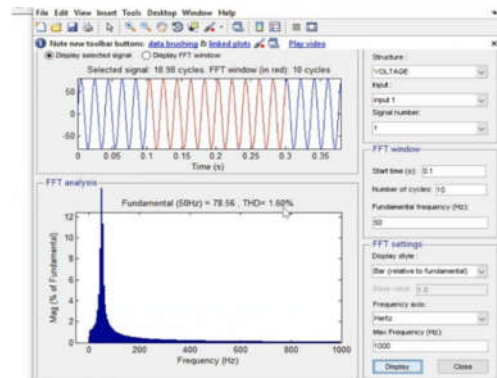 File Edit View Insert Tools Desktop Window Help
Note new toolbar buttons: data brushing & linked plots Play video
Display selected signal Display FFT window
Selected signal: 18.98 cycles. FFT window (in red): 10 cycles
50
0
-50
0 0.05 0.1 0.15 0.2 0.25 0.3 0.35
Time (s)
FFT analysis
Fundamental (50Hz) = 78.56 , THD= 1.60%
Mag (% of Fundamental)
12
10
8
6
4
2
0
0 200 400 600 800 1000
Frequency (Hz)
Structure :
VOLTAGE
Input :
input 1
Signal number:
1
FFT window
Start time (s): 0.1
Number of cycles: 10
Fundamental frequency (Hz):
50
FFT settings
Display style :
Bar (relative to fundamental)
Base value: 1.0
Frequency axis:
Hertz
Max Frequency (Hz):
1000
Display Close